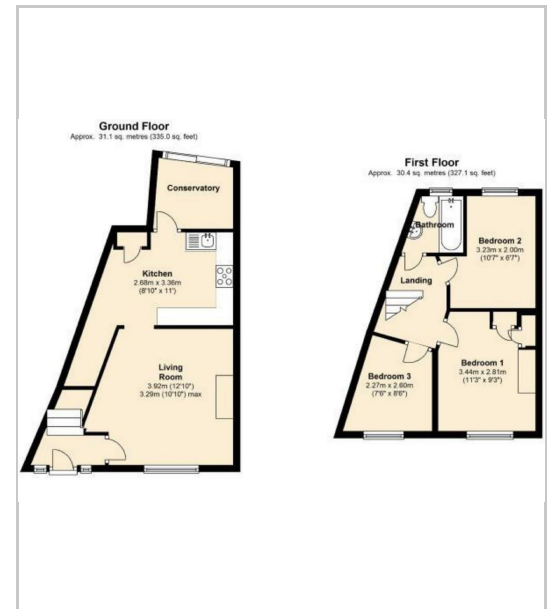 Ground Floor
Approx. 31.1 sq. metres (335.0 sq. feet)
Conservatory
Kitchen
2.68m x 3.36m
(8'10" x 11')
Living
Room
3.92m (12'10")
3.29m (10'10") max
First Floor
Approx. 30.4 sq. metres (327.1 sq. feet)
Bathroom
Bedroom 2
3.23m x 2.00m
(10'7" x 6'7")
Landing
Bedroom 1
3.44m x 2.81m
(11'3" x 9'3")
Bedroom 3
2.27m x 2.60m
(7'6" x 8'6")